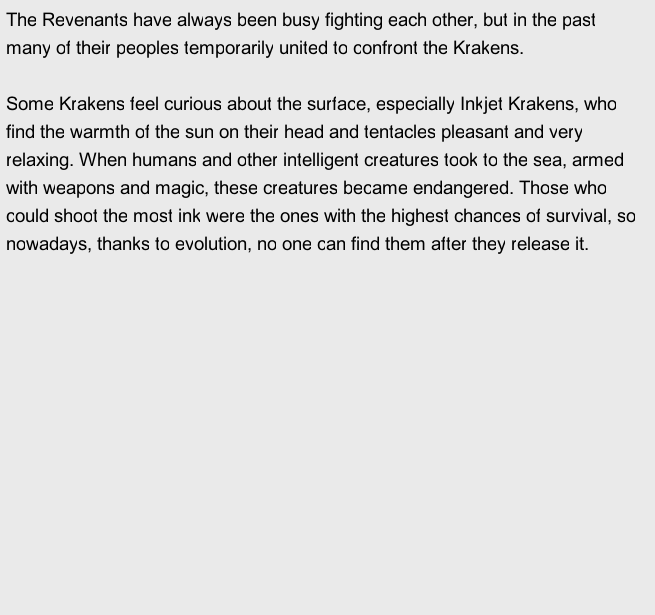 The Revenants have always been busy fighting each other, but in the past
many of their peoples temporarily united to confront the Krakens.

Some Krakens feel curious about the surface, especially Inkjet Krakens, who
find the warmth of the sun on their head and tentacles pleasant and very
relaxing. When humans and other intelligent creatures took to the sea, armed
with weapons and magic, these creatures became endangered. Those who
could shoot the most ink were the ones with the highest chances of survival, so
nowadays, thanks to evolution, no one can find them after they release it.